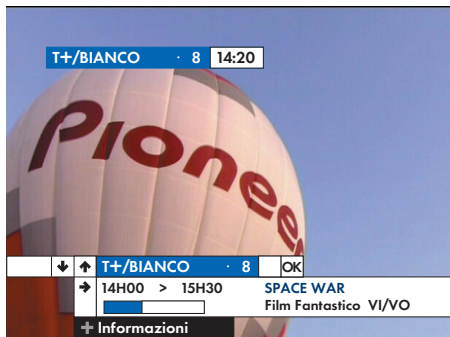 T+/BIANCO · 8 14:20
PIONEER
↓ ↑ T+/BIANCO · 8 OK
→ 14H00 > 15H30 SPACE WAR
Film Fantastico VI/VO
+ Informazioni